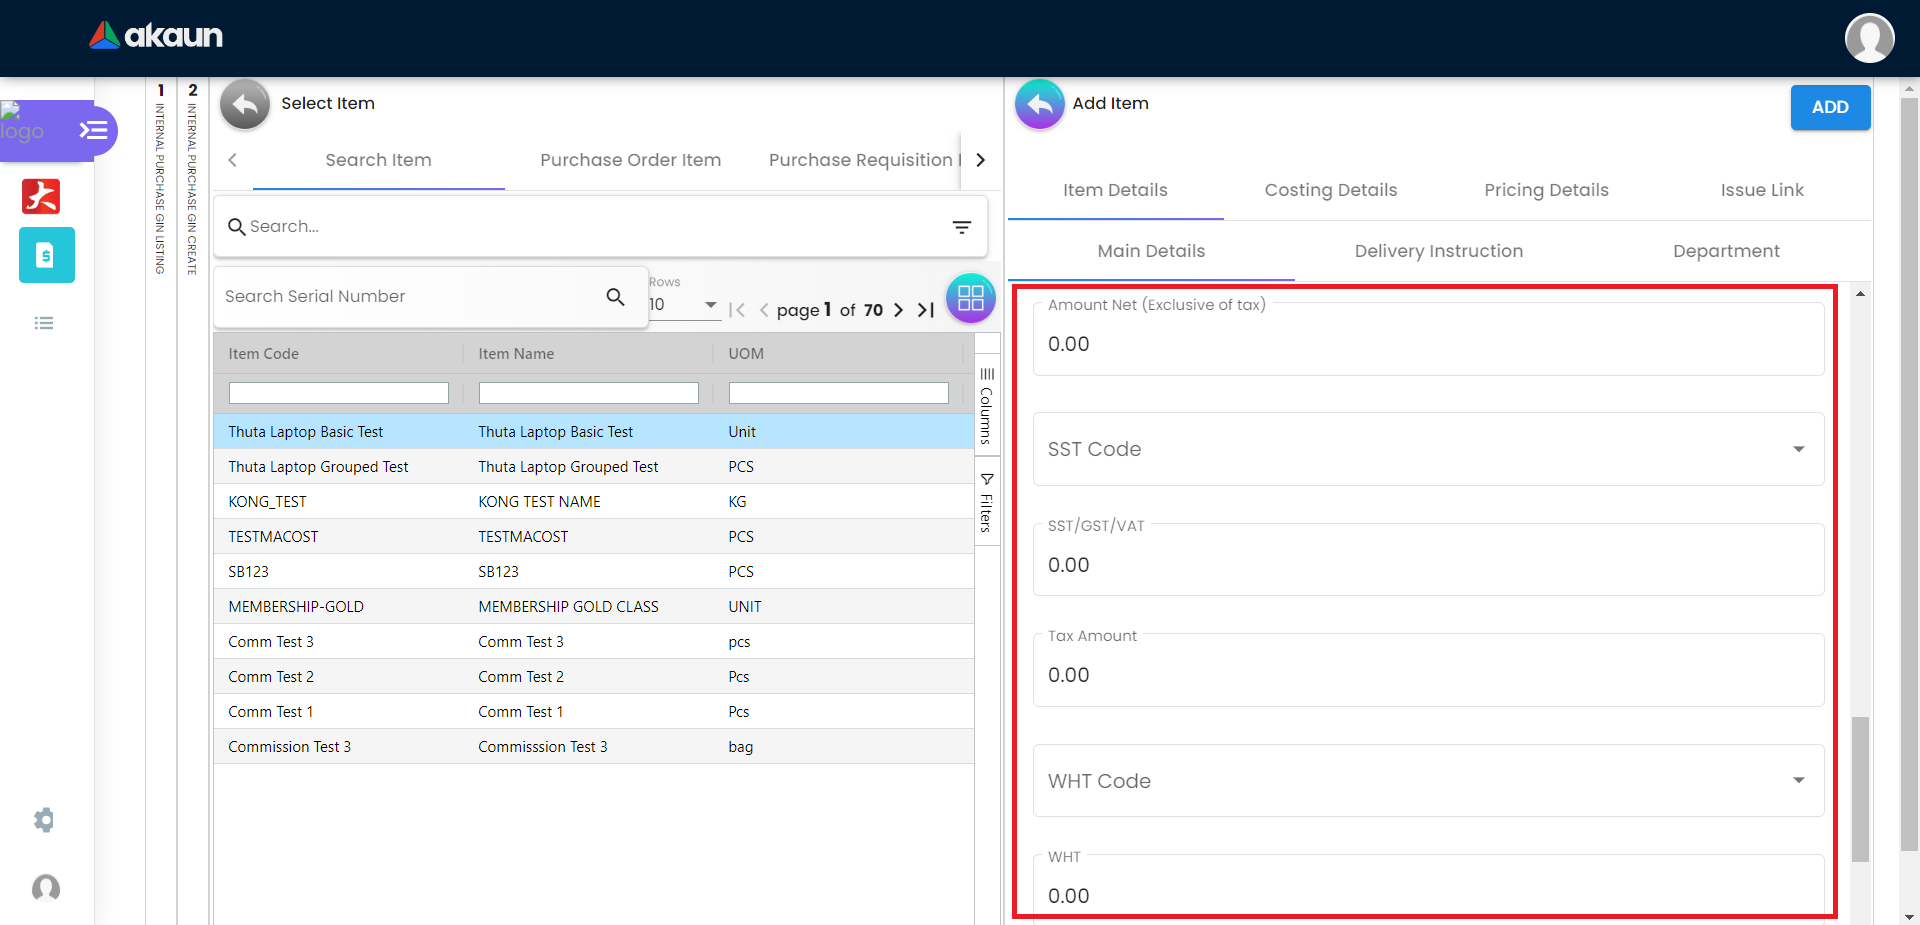 akaun
logo
1 INTERNAL PURCHASE GIN LISTING
2 INTERNAL PURCHASE GIN CREATE
Select Item
Search Item
Purchase Order Item
Purchase Requisition
Search...
Search Serial Number
Rows
10
page 1 of 70
Item Code Item Name UOM
Thuta Laptop Basic Test Thuta Laptop Basic Test Unit
Thuta Laptop Grouped Test Thuta Laptop Grouped Test PCS
KONG_TEST KONG TEST NAME KG
TESTMACOST TESTMACOST PCS
SB123 SB123 PCS
MEMBERSHIP-GOLD MEMBERSHIP GOLD CLASS UNIT
Comm Test 3 Comm Test 3 pcs
Comm Test 2 Comm Test 2 Pcs
Comm Test 1 Comm Test 1 Pcs
Commission Test 3 Commisssion Test 3 bag
Columns
Filters
Add Item
ADD
Item Details
Costing Details
Pricing Details
Issue Link
Main Details
Delivery Instruction
Department
Amount Net (Exclusive of tax)
0.00
SST Code
SST/GST/VAT
0.00
Tax Amount
0.00
WHT Code
WHT
0.00